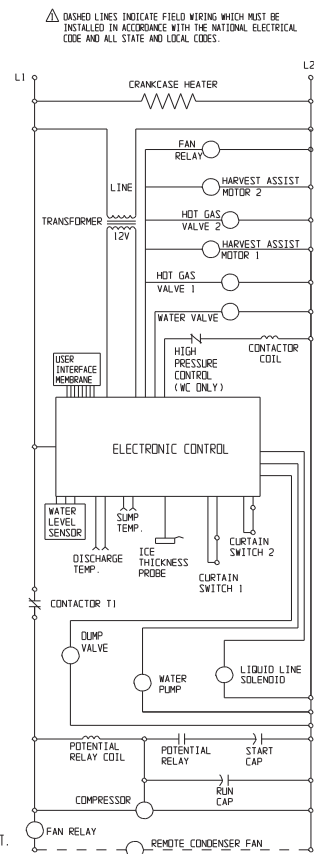 DASHED LINES INDICATE FIELD WIRING WHICH MUST BE
INSTALLED IN ACCORDANCE WITH THE NATIONAL ELECTRICAL
CODE AND ALL STATE AND LOCAL CODES.
L1
L2
CRANKCASE HEATER
FAN
RELAY
LINE
HARVEST ASSIST
MOTOR 2
TRANSFORMER
HOT GAS
VALVE 2
12V
HARVEST ASSIST
MOTOR 1
HOT GAS
VALVE 1
WATER VALVE
HIGH
PRESSURE
CONTROL
(WC ONLY)
CONTACTOR
COIL
USER
INTERFACE
MEMBRANE
ELECTRONIC CONTROL
WATER
LEVEL
SENSOR
SUMP
TEMP.
DISCHARGE
TEMP.
ICE
THICKNESS
PROBE
CURTAIN
SWITCH 2
CURTAIN
SWITCH 1
CONTACTOR T1
DUMP
VALVE
WATER
PUMP
LIQUID LINE
SOLENOID
POTENTIAL
RELAY COIL
POTENTIAL
RELAY
START
CAP
RUN
CAP
COMPRESSOR
T.
FAN RELAY
REMOTE CONDENSER FAN